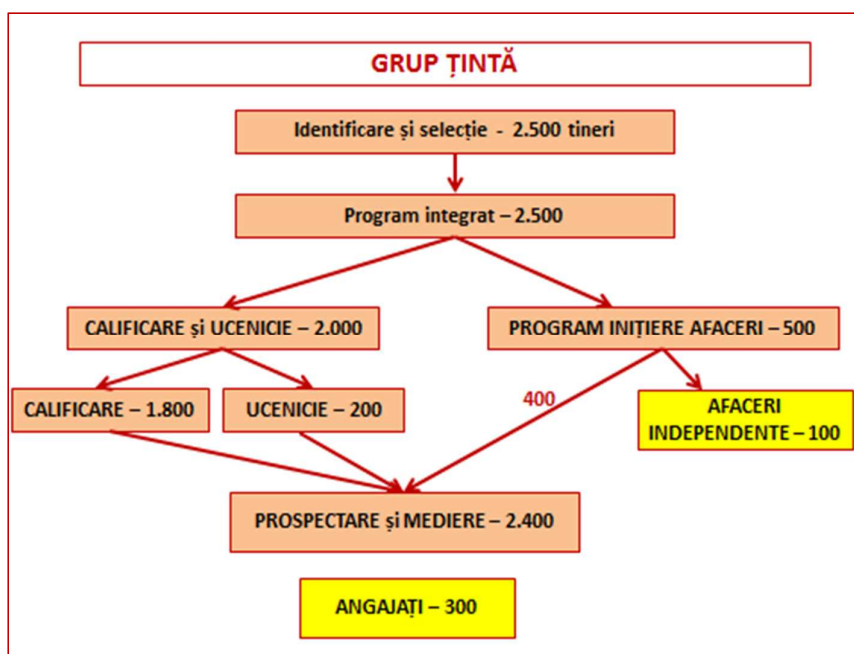 GRUP ȚINTĂ
Identificare și selecție - 2.500 tineri
Program integrat – 2.500
CALIFICARE și UCENICIE – 2.000
PROGRAM INIȚIERE AFACERI – 500
CALIFICARE – 1.800
UCENICIE – 200
400
AFACERI
INDEPENDENTE – 100
PROSPECTARE și MEDIERE – 2.400
ANGAJAȚI – 300